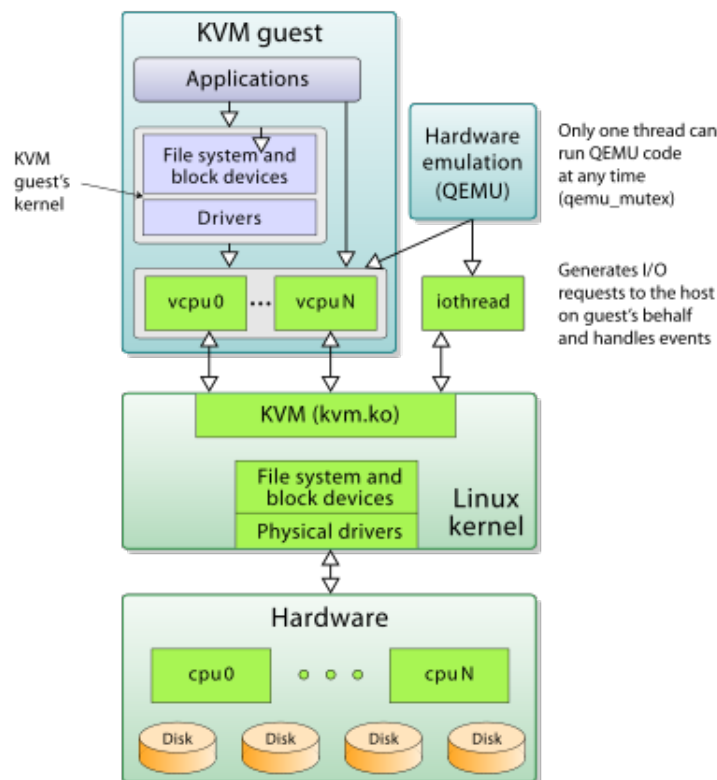 KVM guest
Applications
KVM
guest's
kernel
File system and
block devices
Drivers
Hardware
emulation
(QEMU)
Only one thread can
run QEMU code
at any time
(qemu_mutex)
vcpu0 ... vcpuN
iothread
Generates I/O
requests to the host
on guest's behalf
and handles events
KVM (kvm.ko)
File system and
block devices
Physical drivers
Linux
kernel
Hardware
cpu0
cpuN
Disk Disk Disk Disk